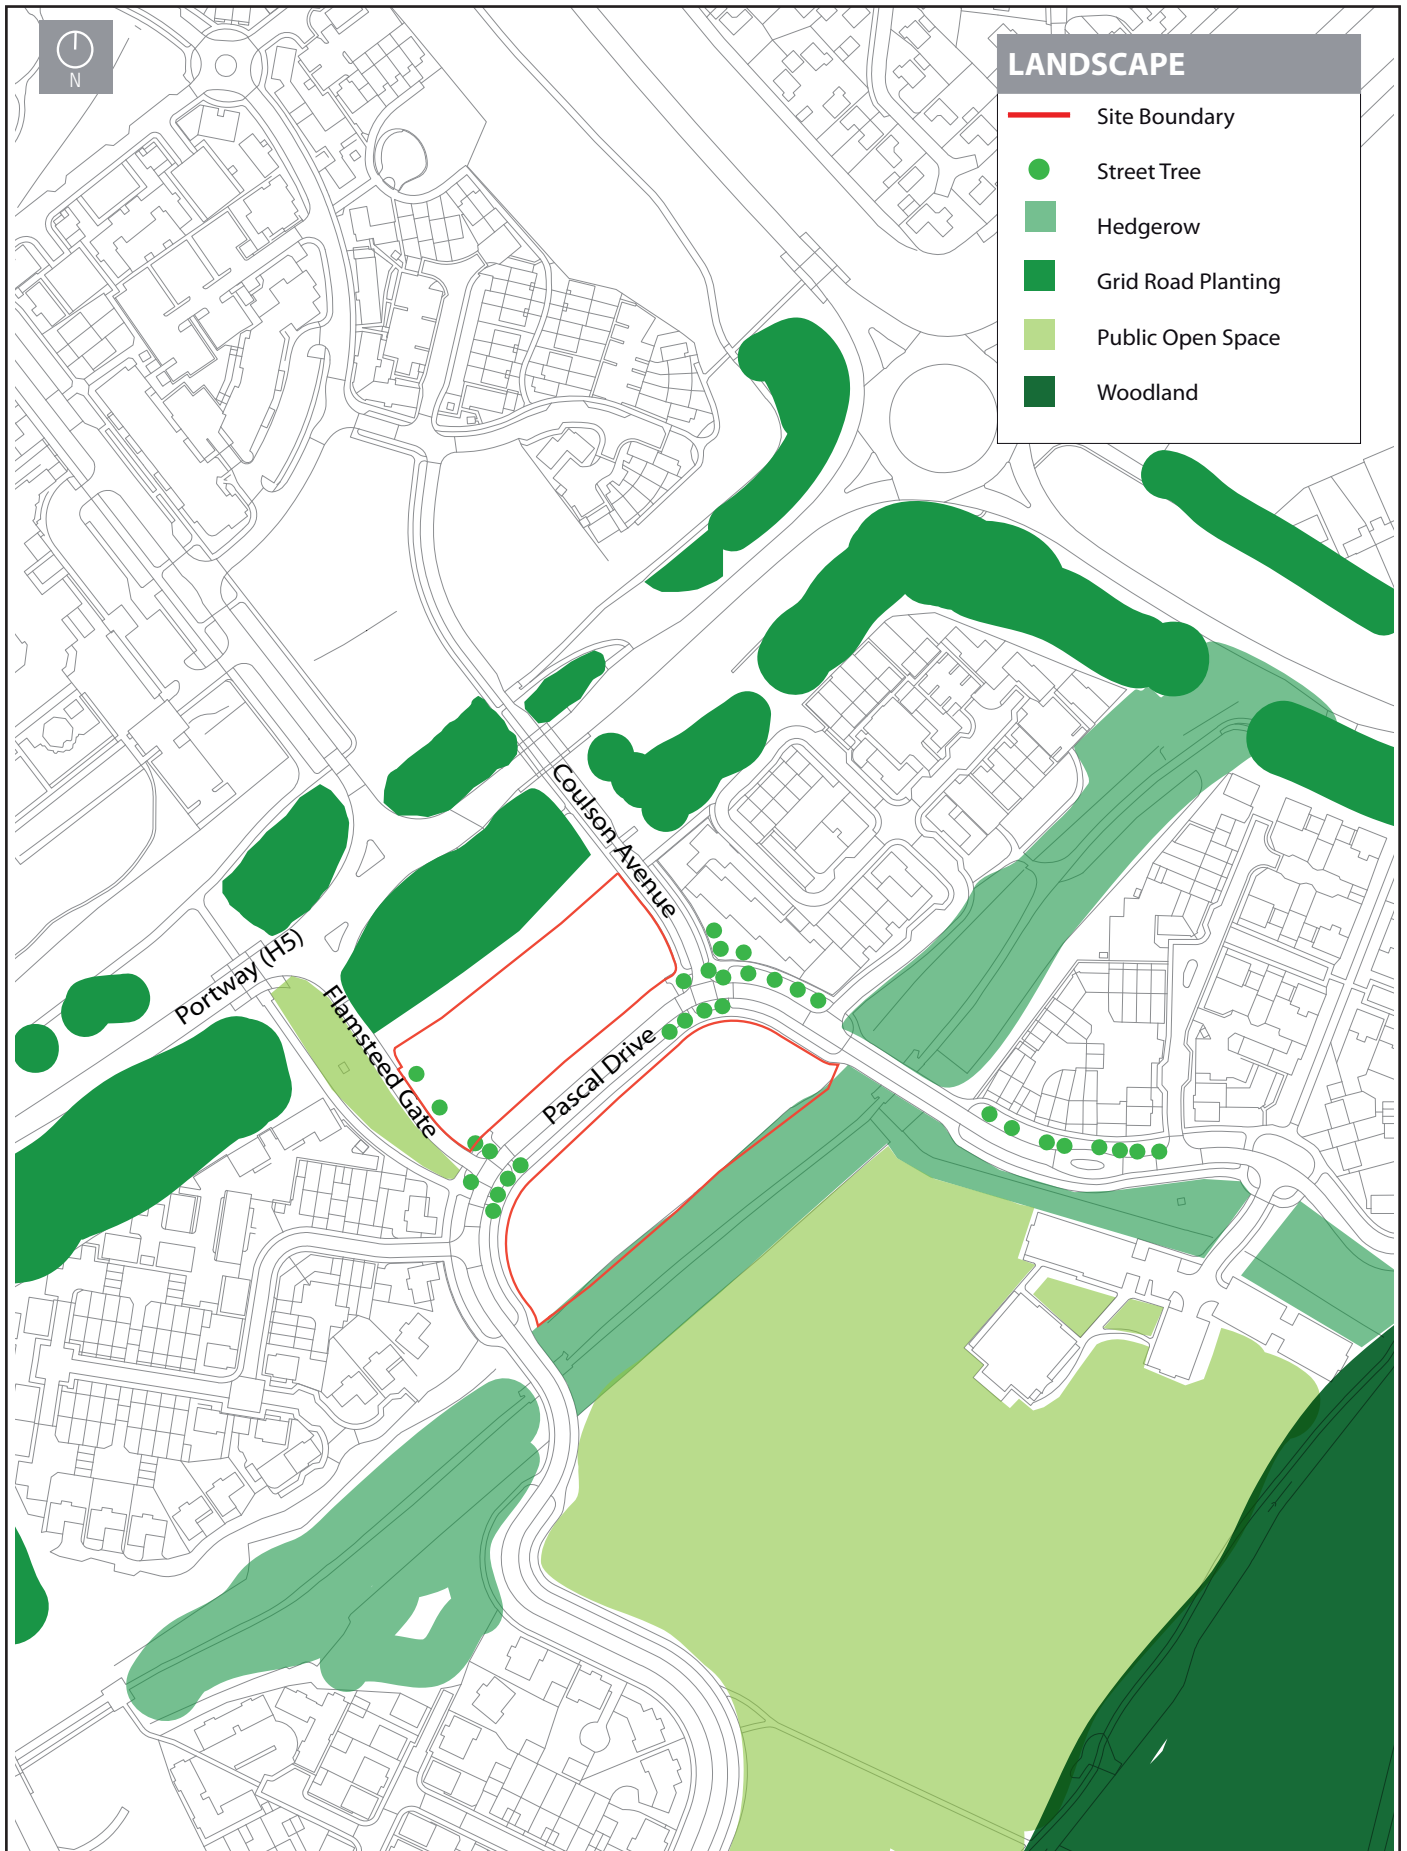 N
LANDSCAPE
Site Boundary
Street Tree
Hedgerow
Grid Road Planting
Public Open Space
Woodland
Coulson Avenue
Portway (H5)
Flamsteed Gate
Pascal Drive